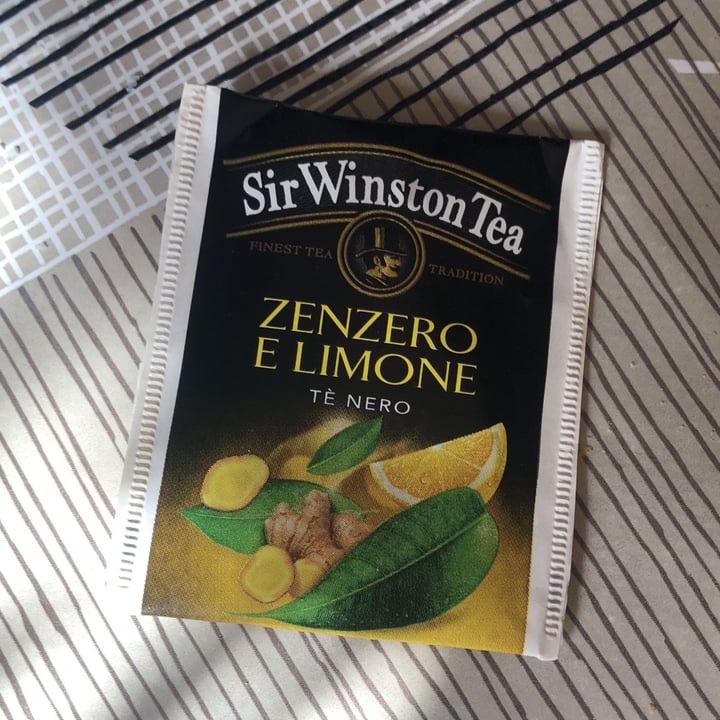 Sir Winston Tea
FINEST TEA TRADITION
ZENZERO
E LIMONE
TÈ NERO